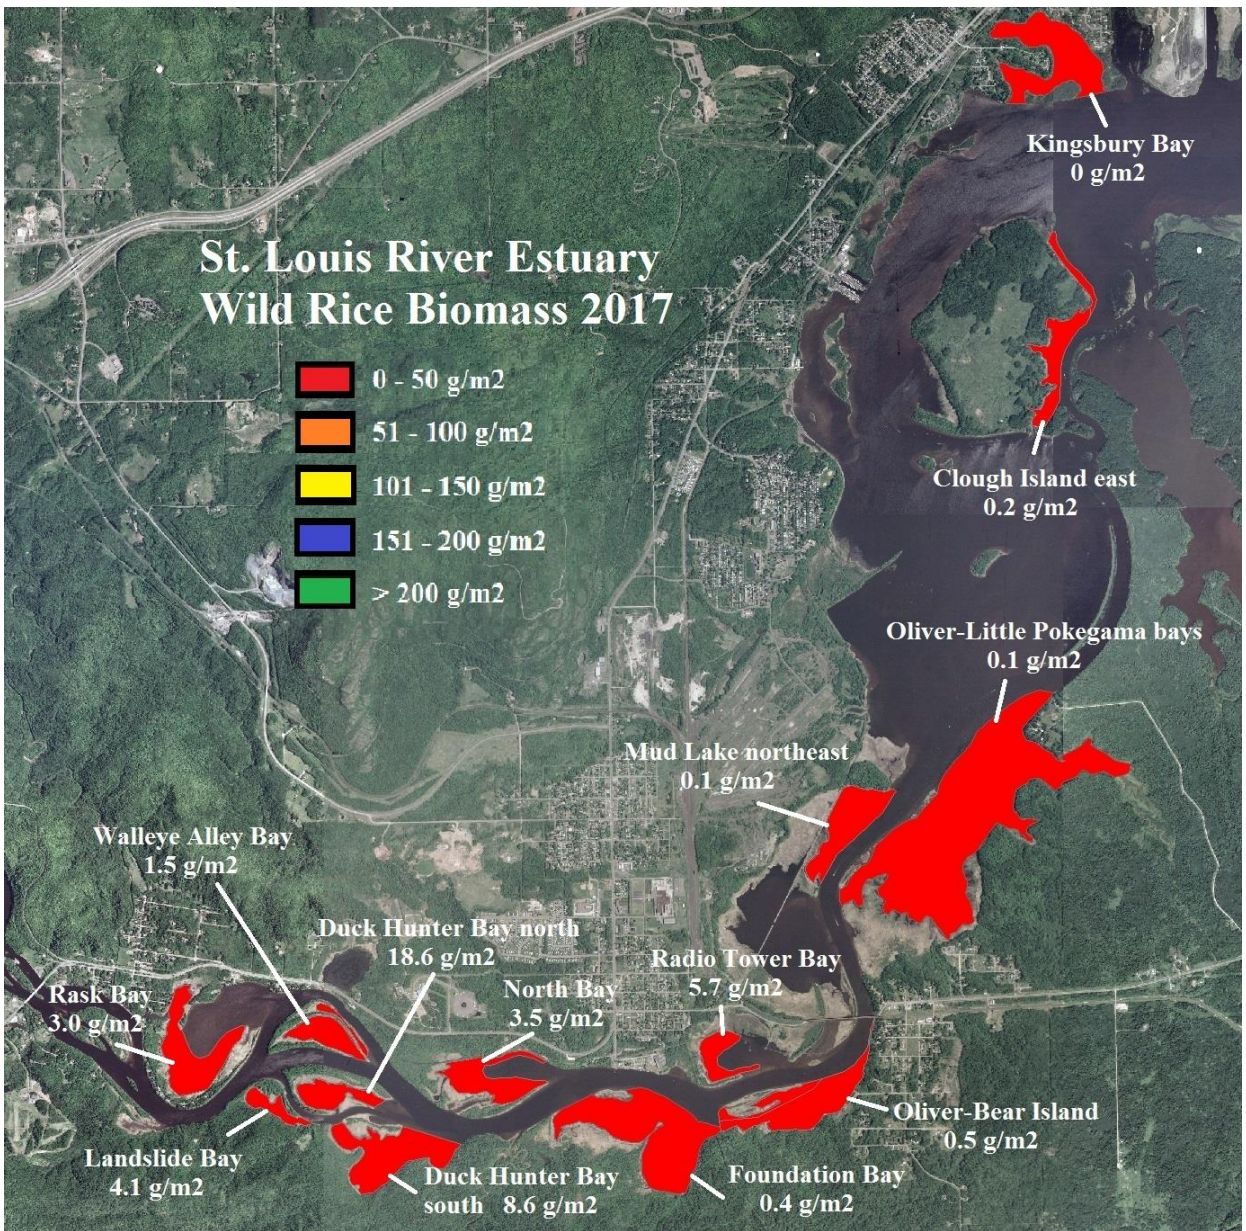 Kingsbury Bay
0 g/m2
St. Louis River Estuary
Wild Rice Biomass 2017
0 - 50 g/m2
51 - 100 g/m2
101 - 150 g/m2
151 - 200 g/m2
> 200 g/m2
Clough Island east
0.2 g/m2
Oliver-Little Pokegama bays
0.1 g/m2
Mud Lake northeast
0.1 g/m2
Walleye Alley Bay
1.5 g/m2
Duck Hunter Bay north
18.6 g/m2
Radio Tower Bay
5.7 g/m2
North Bay
3.5 g/m2
Rask Bay
3.0 g/m2
Oliver-Bear Island
0.5 g/m2
Landslide Bay
4.1 g/m2
Duck Hunter Bay
south 8.6 g/m2
Foundation Bay
0.4 g/m2